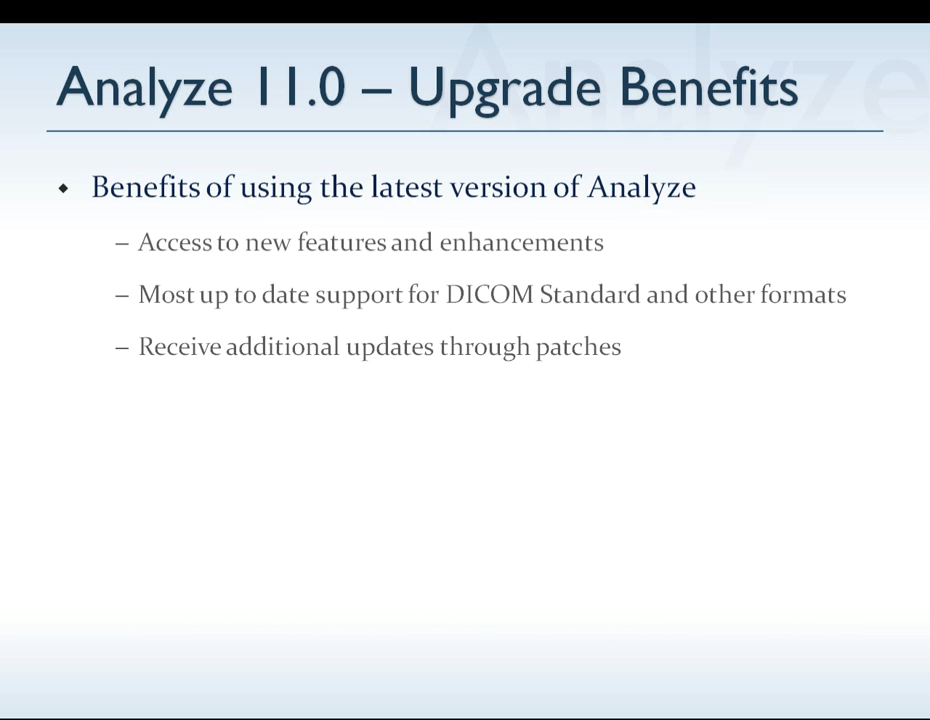 Analyze
Analyze 11.0 – Upgrade Benefits
◆ Benefits of using the latest version of Analyze
– Access to new features and enhancements
– Most up to date support for DICOM Standard and other formats
– Receive additional updates through patches